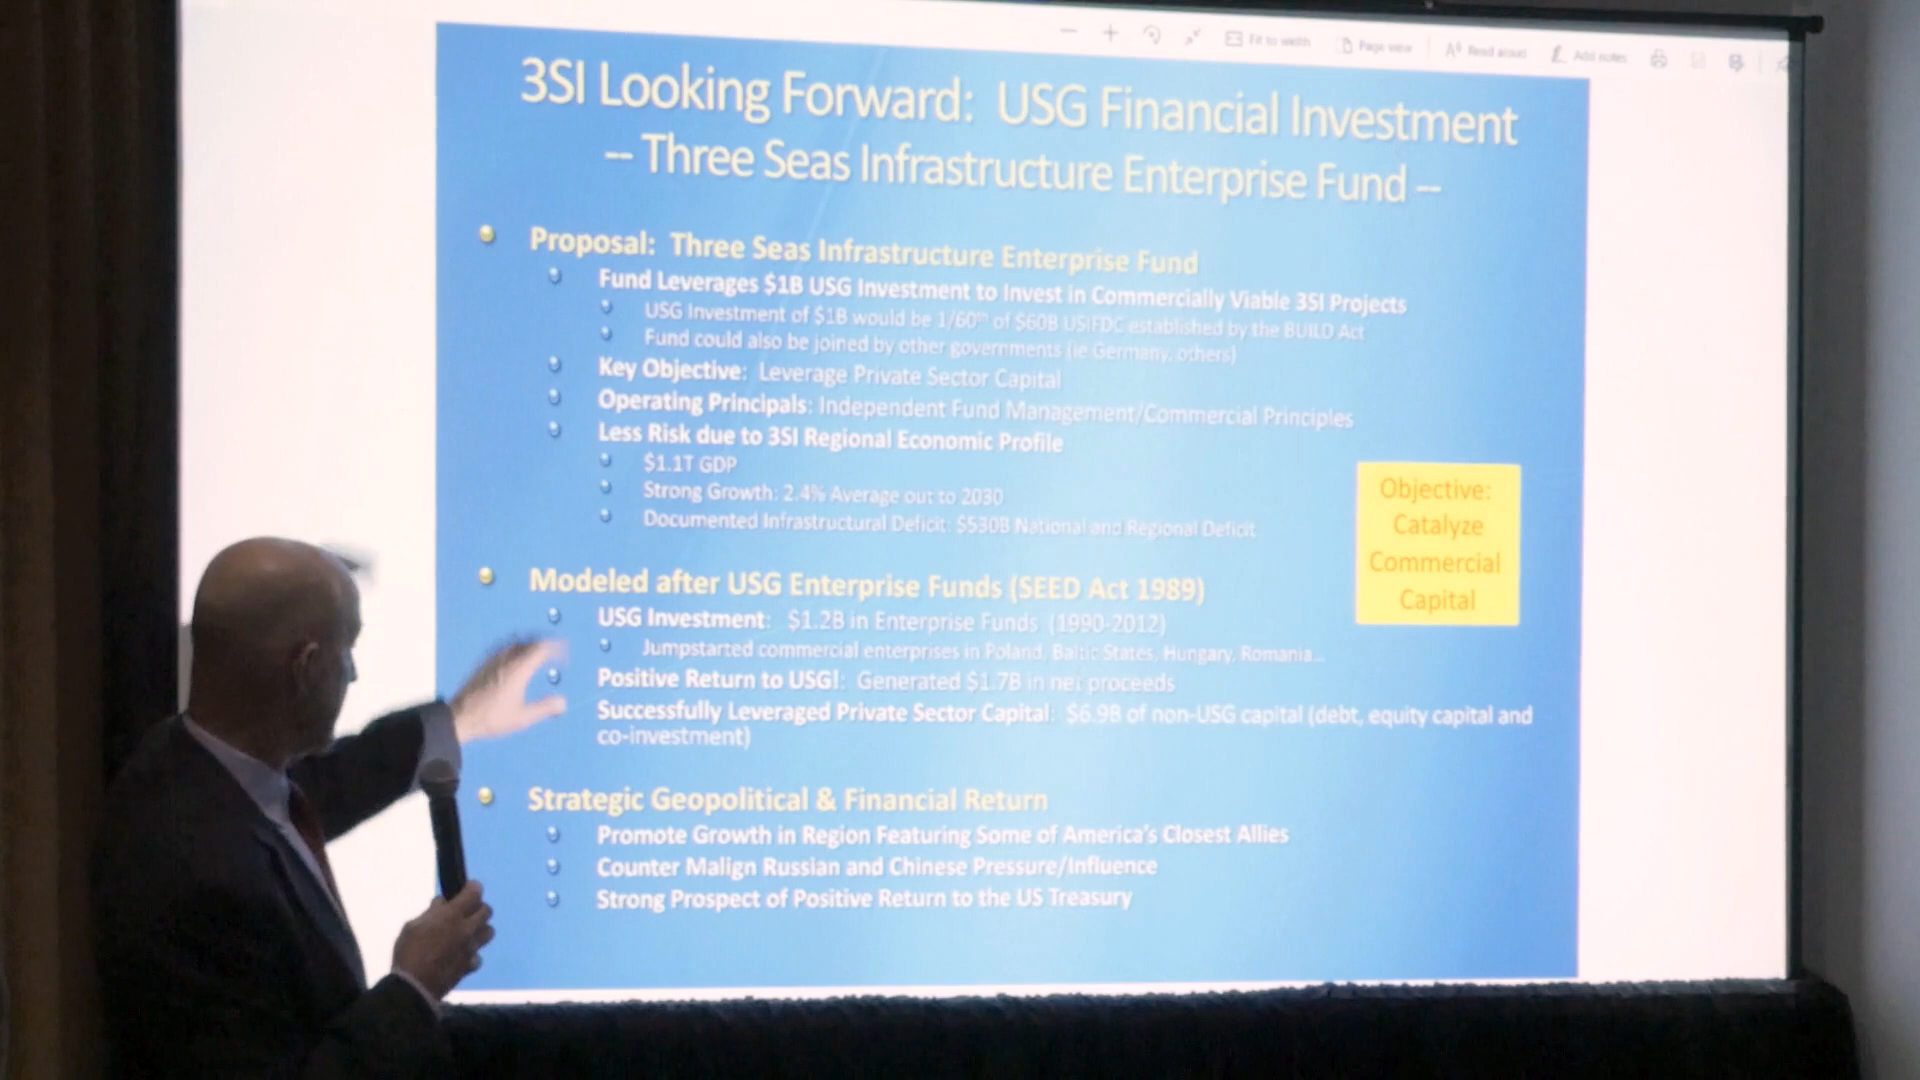 Fit to width Page view Read aloud Add notes
3SI Looking Forward: USG Financial Investment
-- Three Seas Infrastructure Enterprise Fund --
Proposal: Three Seas Infrastructure Enterprise Fund
Fund Leverages $1B USG Investment to Invest in Commercially Viable 3SI Projects
USG Investment of $1B would be 1/60th of $60B USIFDC established by the BUILD Act
Fund could also be joined by other governments (ie Germany, others)
Key Objective: Leverage Private Sector Capital
Operating Principals: Independent Fund Management/Commercial Principles
Less Risk due to 3SI Regional Economic Profile
$1.1T GDP
Strong Growth: 2.4% Average out to 2030
Documented Infrastructural Deficit: $530B National and Regional Deficit
Objective:
Catalyze
Commercial
Capital
Modeled after USG Enterprise Funds (SEED Act 1989)
USG Investment: $1.2B in Enterprise Funds (1990-2012)
Jumpstarted commercial enterprises in Poland, Baltic States, Hungary, Romania...
Positive Return to USG!: Generated $1.7B in net proceeds
Successfully Leveraged Private Sector Capital: $6.9B of non-USG capital (debt, equity capital and
co-investment)
Strategic Geopolitical & Financial Return
Promote Growth in Region Featuring Some of America's Closest Allies
Counter Malign Russian and Chinese Pressure/Influence
Strong Prospect of Positive Return to the US Treasury